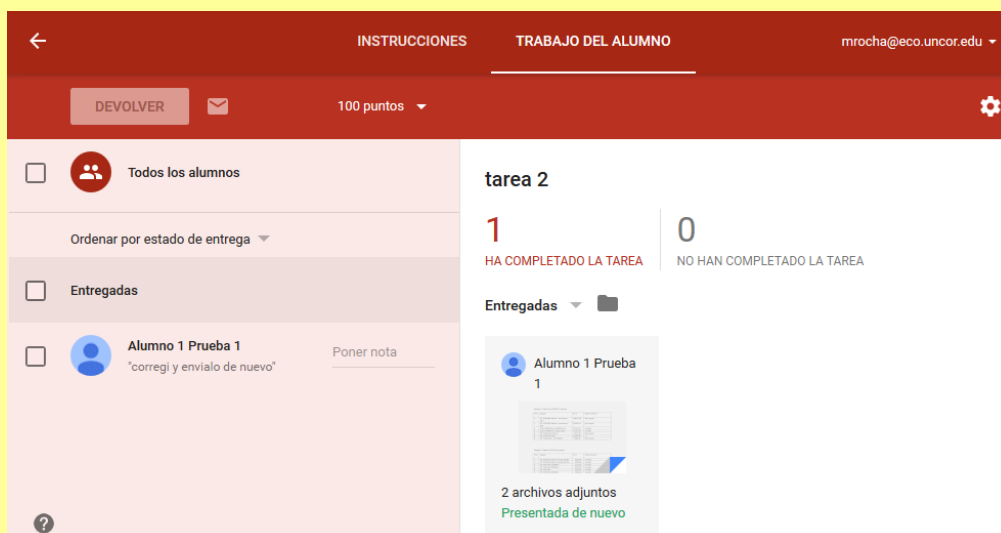 INSTRUCCIONES
TRABAJO DEL ALUMNO
mrocha@eco.uncor.edu
DEVOLVER
100 puntos
Todos los alumnos
Ordenar por estado de entrega
Entregadas
Alumno 1 Prueba 1
"corregi y envialo de nuevo"
Poner nota
tarea 2
1
HA COMPLETADO LA TAREA
0
NO HAN COMPLETADO LA TAREA
Entregadas
Alumno 1 Prueba
1
2 archivos adjuntos
Presentada de nuevo